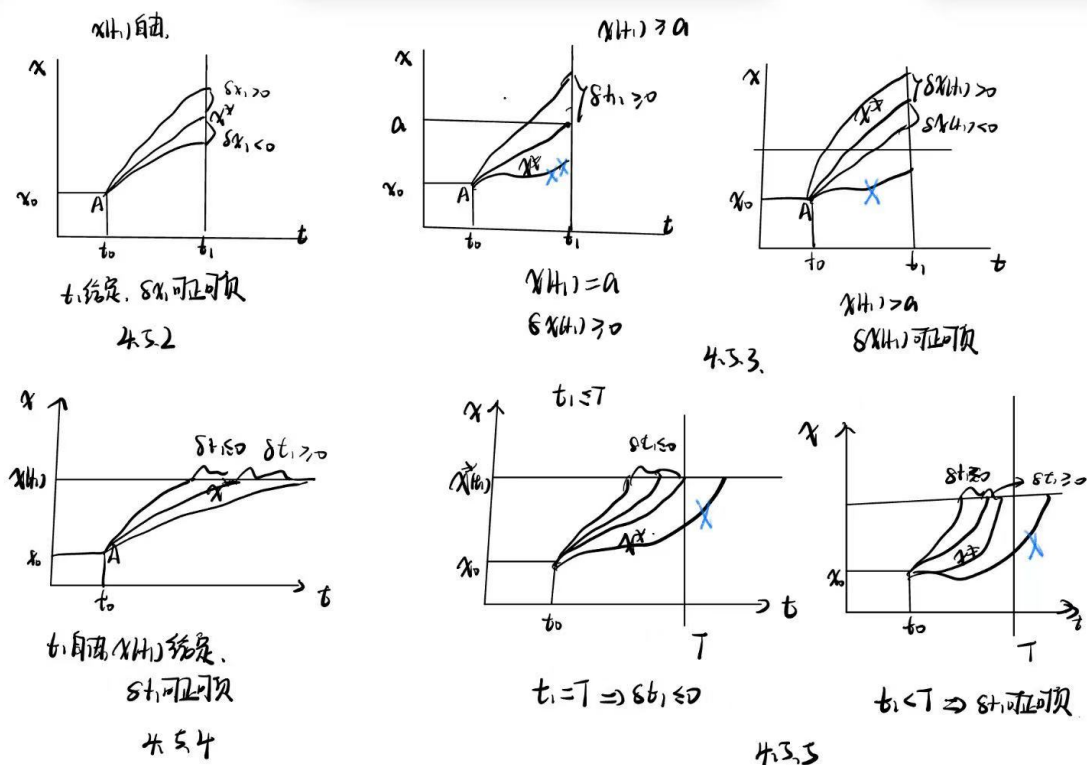 x(t₁)自由.
x
δx₁>0
x*
δx₁<0
x₀
A
t₀
t₁
t
t₁给定. δx₁可正可负
4.5.2
x(t₁)≥a
x
a
δt₁≥0
x*
x₀
A
t₀
t₁
t
x(t₁)=a
δx(t₁)≥0
x
x*
δx(t₁)>0
δx(t₁)<0
x₀
A
t₀
t₁
t
x(t₁)>a
δx(t₁)可正可负
4.5.3.
x
δt₁≤0
δt₁≥0
x(t₁)
x*
x₀
A
t₀
t
t₁自由, x(t₁)给定.
δt₁可正可负
4.5.4
t₁≤T
x
δt₁≤0
x(t₁)
x*
x₀
t₀
T
t
t₁=T⇒δt₁≤0
x
δt₁≤0
δt₁≥0
x*
x₀
t₀
T
t
t₁<T⇒δt₁可正可负
4.5.5